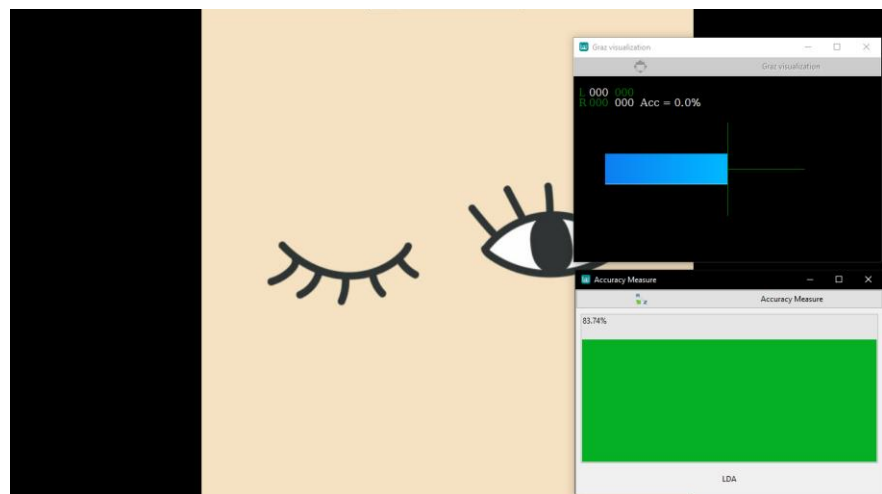 Graz visualization
Graz visualization
L 000 000
R 000 000 Acc = 0.0%
Accuracy Measure
Accuracy Measure
83.74%
LDA